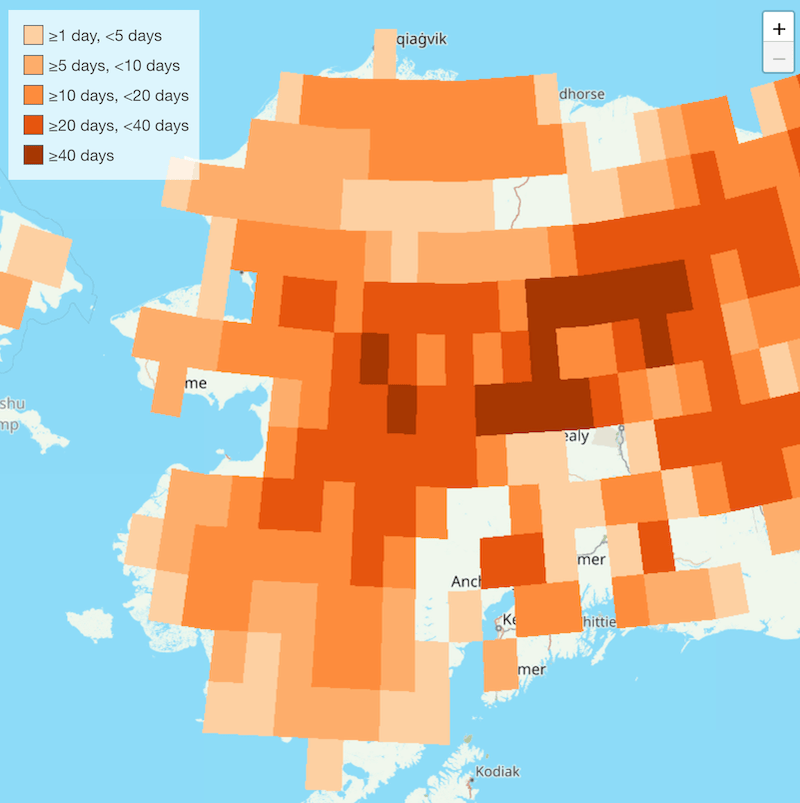 ≥1 day, <5 days
≥5 days, <10 days
≥10 days, <20 days
≥20 days, <40 days
≥40 days
+
−
qiaġvik
dhorse
me
shu
mp
ealy
mer
Anch
Ke
hittie
mer
Kodiak